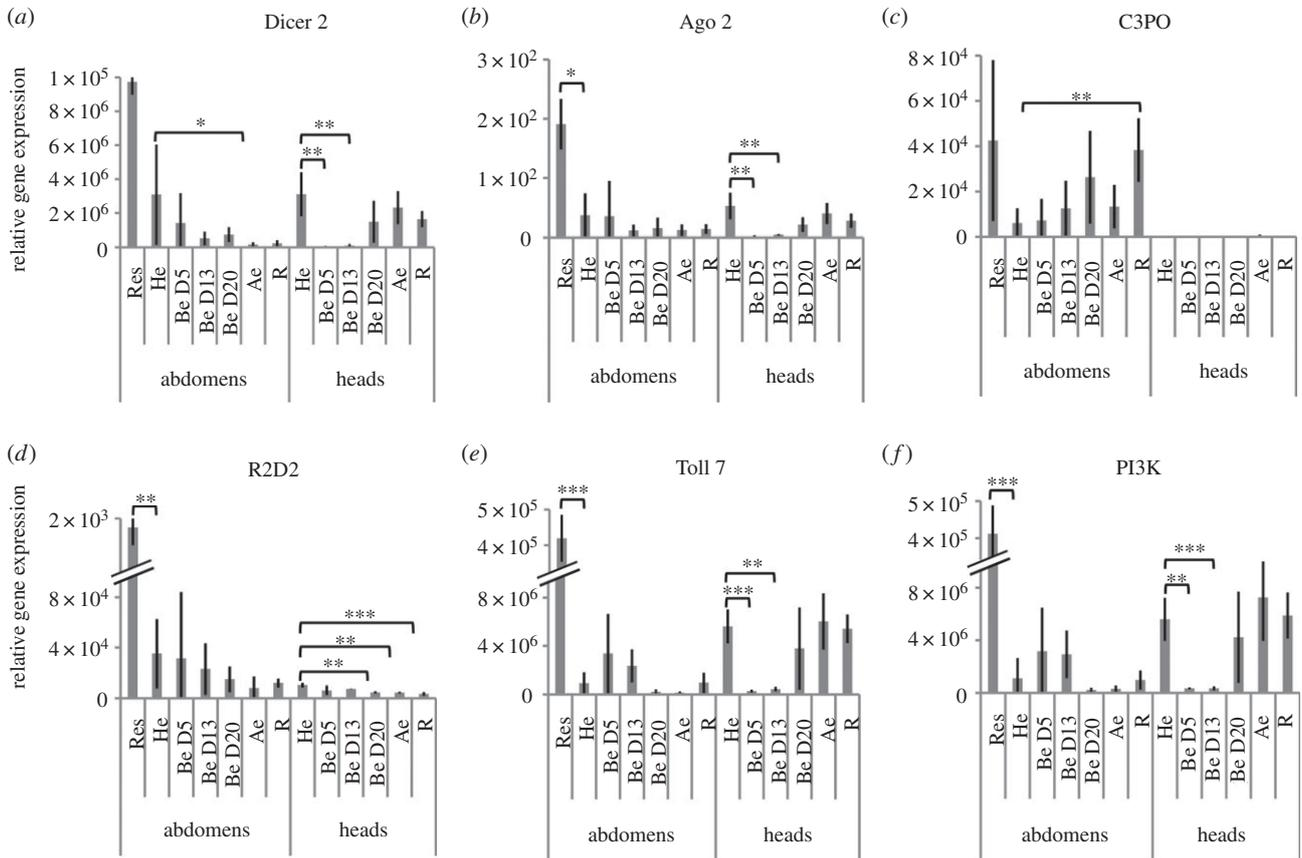 (a)
Dicer 2
relative gene expression
1 × 10⁵
8 × 10⁶
6 × 10⁶
4 × 10⁶
2 × 10⁶
0
*
**
**
Res
He
Be D5
Be D13
Be D20
Ae
R
He
Be D5
Be D13
Be D20
Ae
R
abdomens
heads
(b)
Ago 2
3 × 10²
2 × 10²
1 × 10²
0
*
**
**
Res
He
Be D5
Be D13
Be D20
Ae
R
He
Be D5
Be D13
Be D20
Ae
R
abdomens
heads
(c)
C3PO
8 × 10⁴
6 × 10⁴
4 × 10⁴
2 × 10⁴
0
**
Res
He
Be D5
Be D13
Be D20
Ae
R
He
Be D5
Be D13
Be D20
Ae
R
abdomens
heads
(d)
R2D2
relative gene expression
2 × 10³
8 × 10⁴
4 × 10⁴
0
**
***
**
**
Res
He
Be D5
Be D13
Be D20
Ae
R
He
Be D5
Be D13
Be D20
Ae
R
abdomens
heads
(e)
Toll 7
5 × 10⁵
4 × 10⁵
8 × 10⁶
4 × 10⁶
0
***
**
***
Res
He
Be D5
Be D13
Be D20
Ae
R
He
Be D5
Be D13
Be D20
Ae
R
abdomens
heads
(f)
PI3K
5 × 10⁵
4 × 10⁵
8 × 10⁶
4 × 10⁶
0
***
***
**
Res
He
Be D5
Be D13
Be D20
Ae
R
He
Be D5
Be D13
Be D20
Ae
R
abdomens
heads